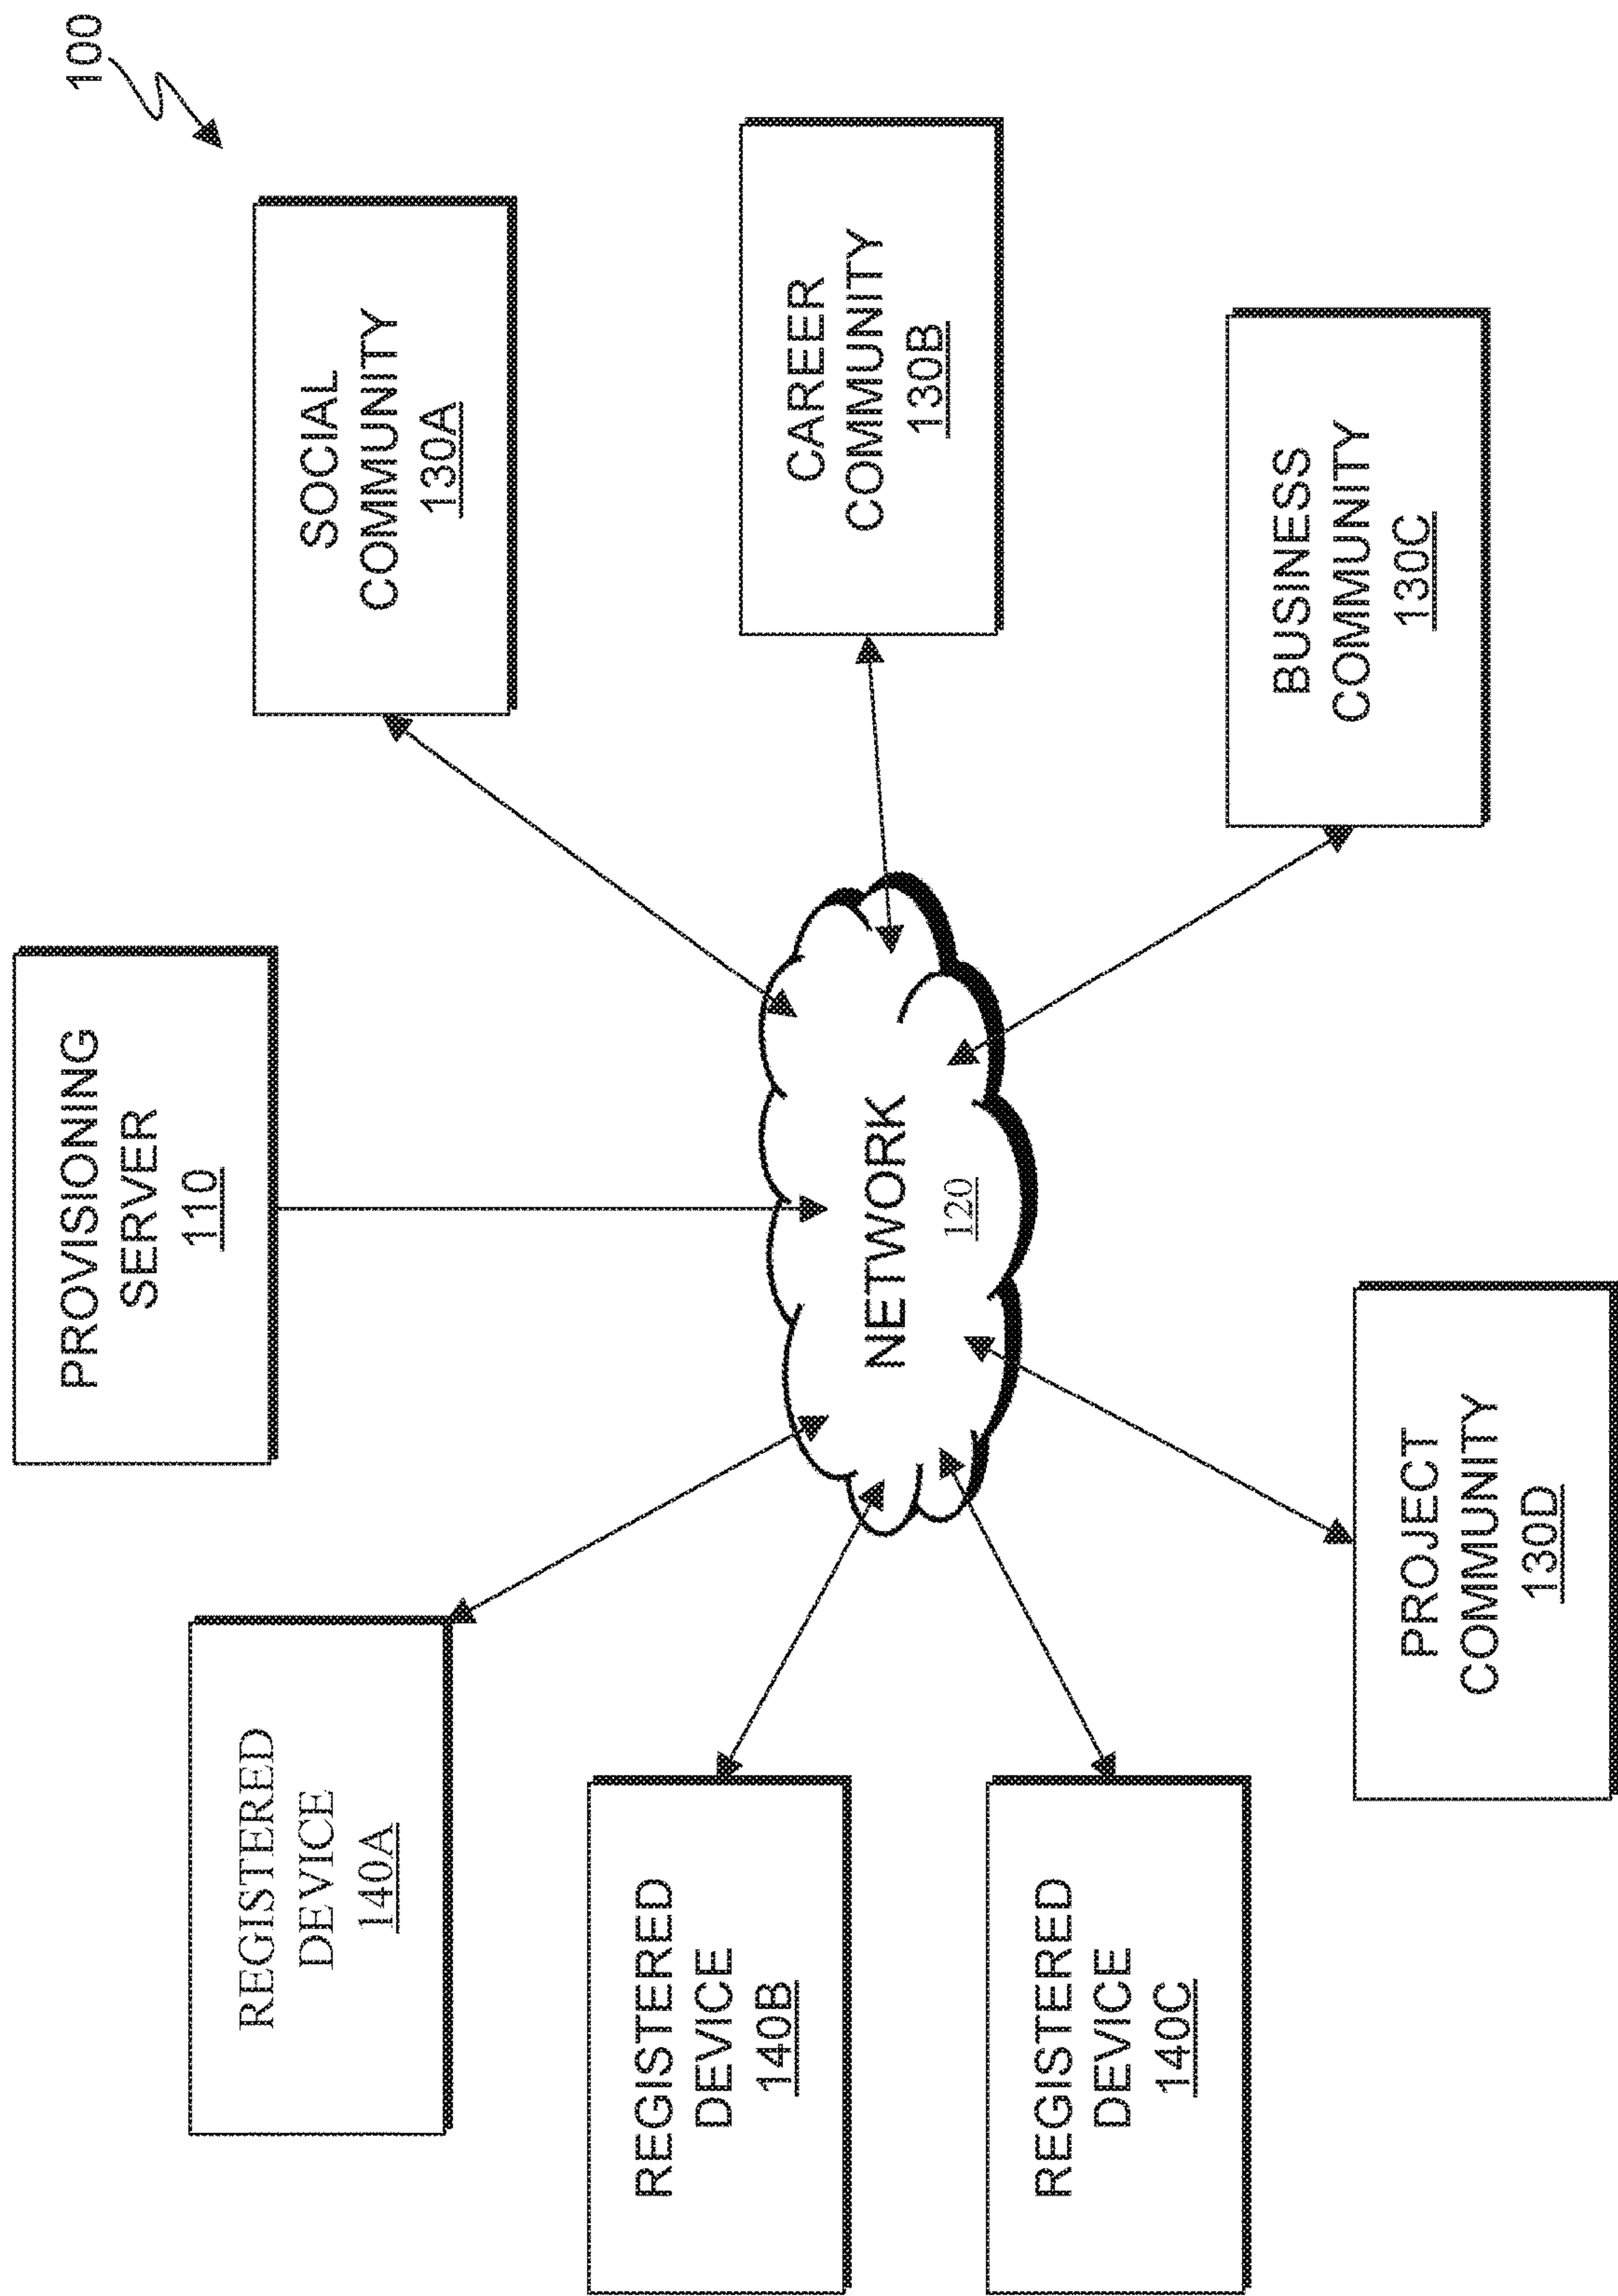 100
PROVISIONING
SERVER
110
REGISTERED
DEVICE
140A
SOCIAL
COMMUNITY
130A
REGISTERED
DEVICE
140B
NETWORK
120
CAREER
COMMUNITY
130B
REGISTERED
DEVICE
140C
BUSINESS
COMMUNITY
130C
PROJECT
COMMUNITY
130D